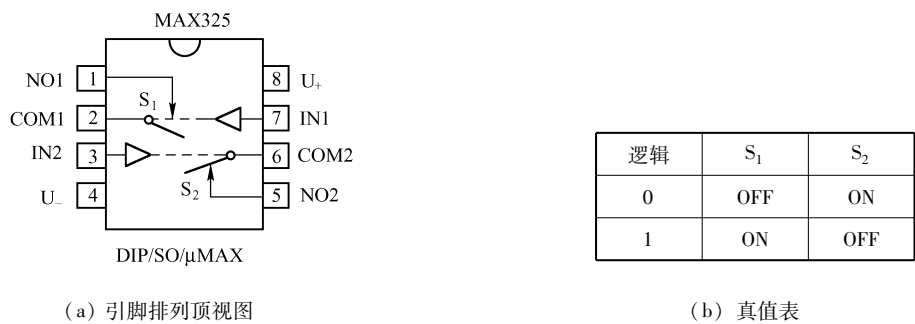 MAX325
NO1 1 8 U+
S1
COM1 2 7 IN1
IN2 3 6 COM2
S2
U− 4 5 NO2
DIP/SO/μMAX
逻辑 S1 S2
0 OFF ON
1 ON OFF
(a) 引脚排列顶视图
(b) 真值表